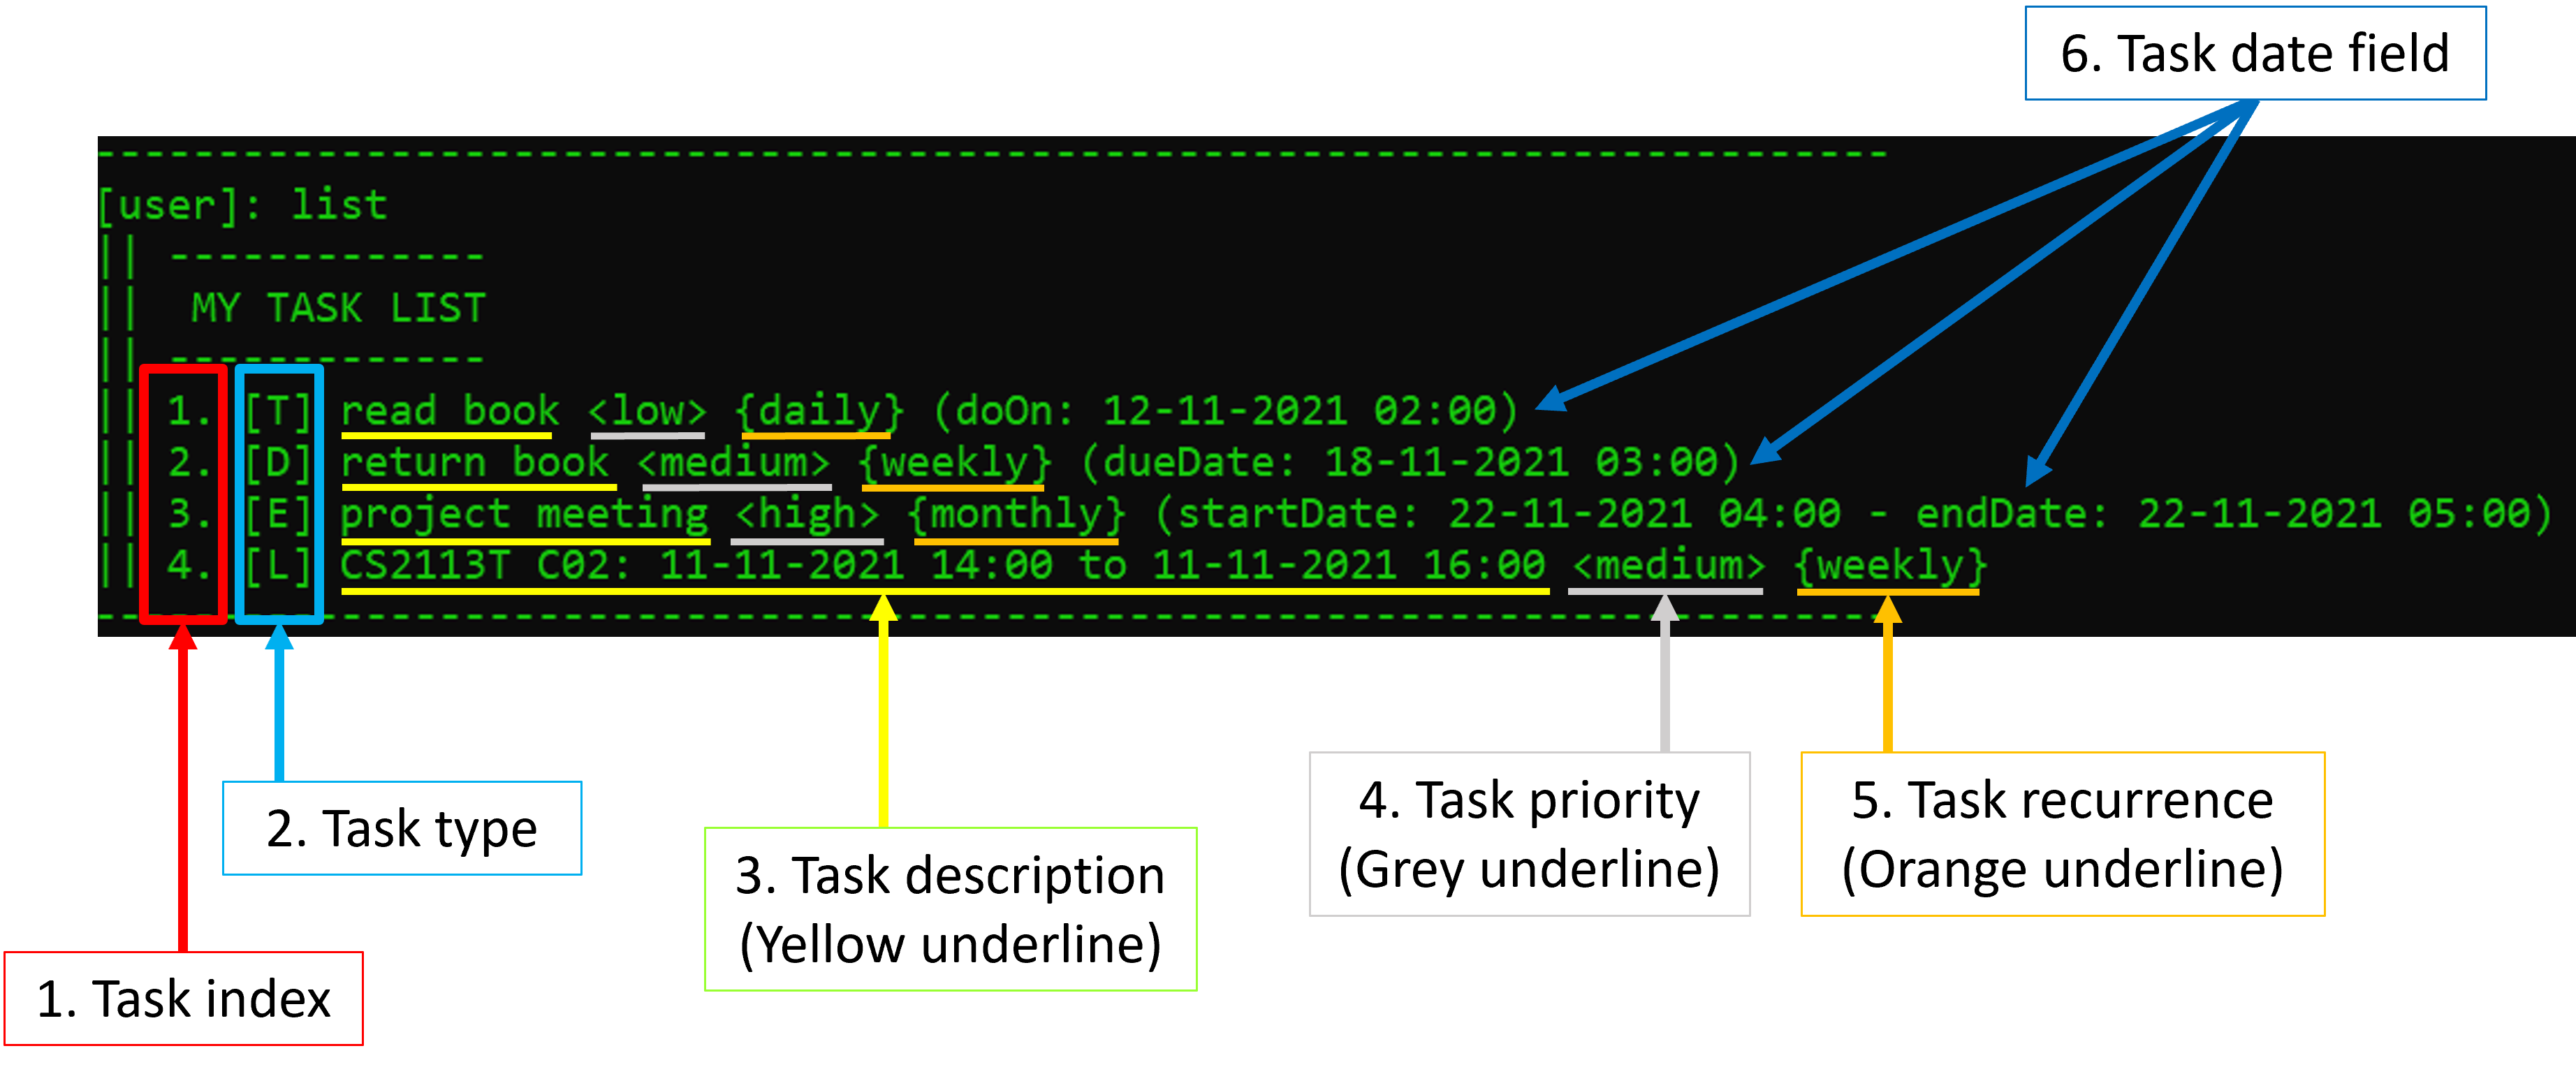 6. Task date field
---------------------------------------------------------------------------
[user]: list
|| -------------
|| MY TASK LIST
|| -------------
|| 1. [T] read book <low> {daily} (doOn: 12-11-2021 02:00)
|| 2. [D] return book <medium> {weekly} (dueDate: 18-11-2021 03:00)
|| 3. [E] project meeting <high> {monthly} (startDate: 22-11-2021 04:00 - endDate: 22-11-2021 05:00)
|| 4. [L] CS2113T C02: 11-11-2021 14:00 to 11-11-2021 16:00 <medium> {weekly}
---------------------------------------------------------------------------
1. Task index
2. Task type
3. Task description
(Yellow underline)
4. Task priority
(Grey underline)
5. Task recurrence
(Orange underline)